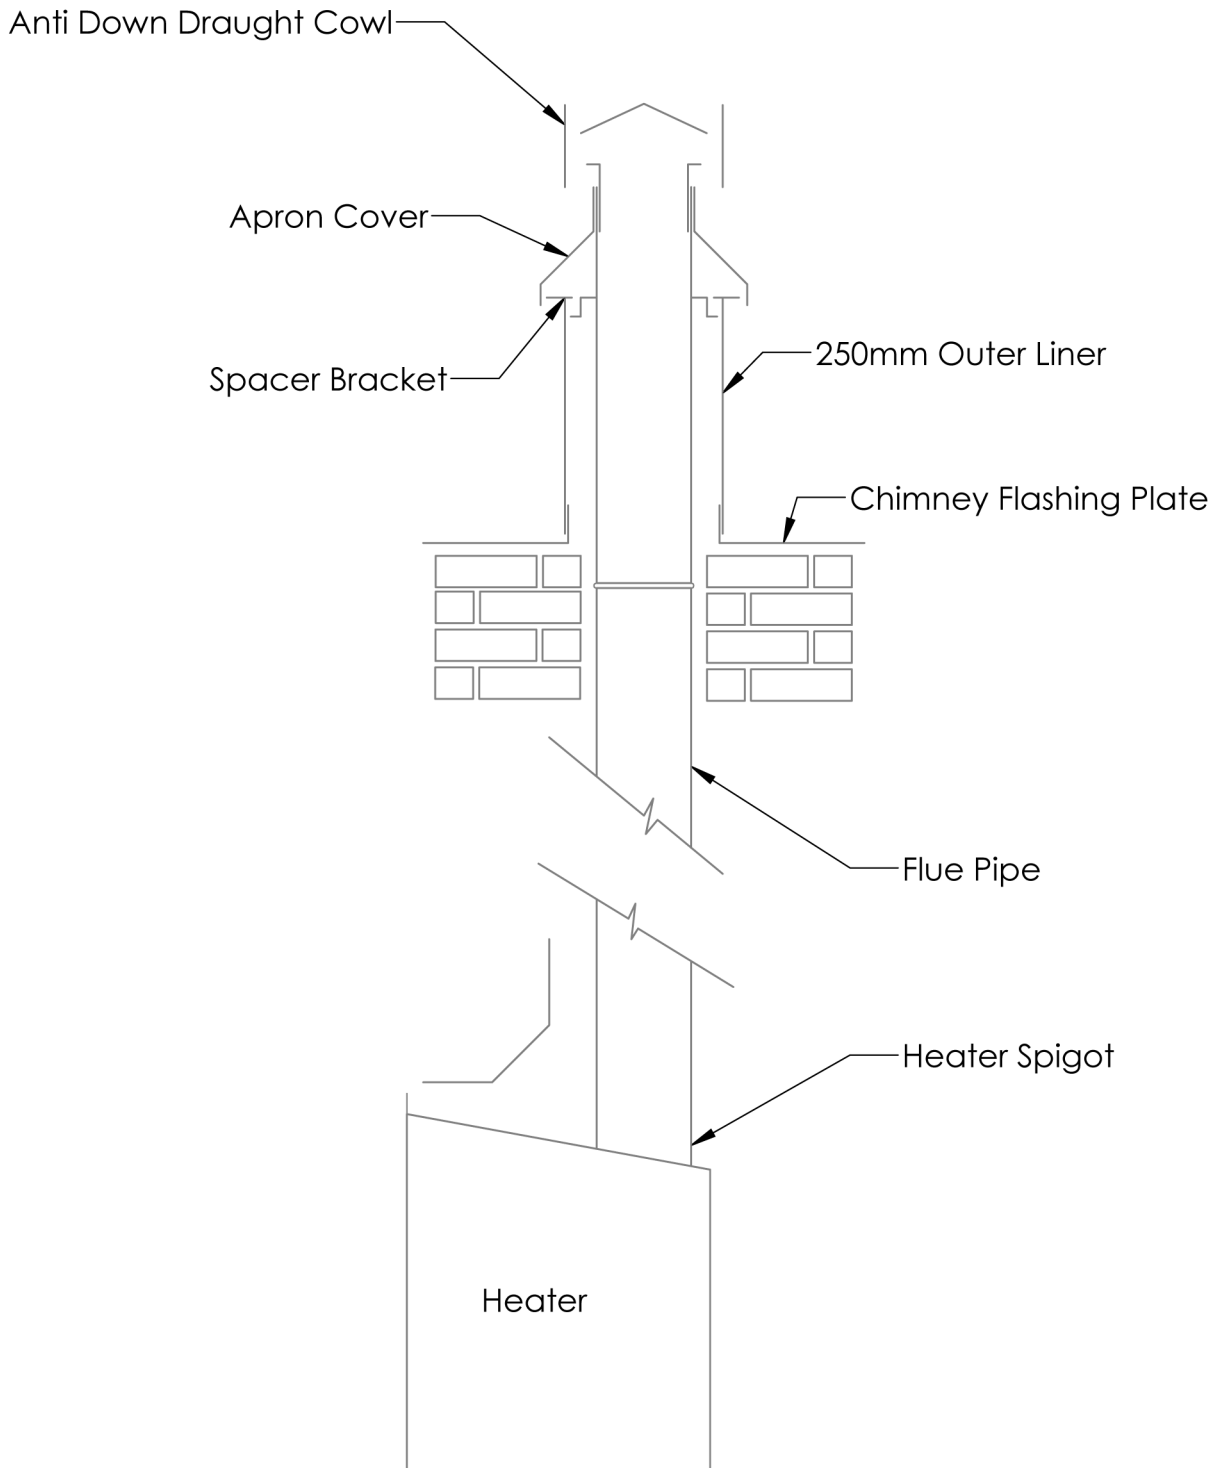 Anti Down Draught Cowl
Apron Cover
250mm Outer Liner
Spacer Bracket
Chimney Flashing Plate
Flue Pipe
Heater Spigot
Heater